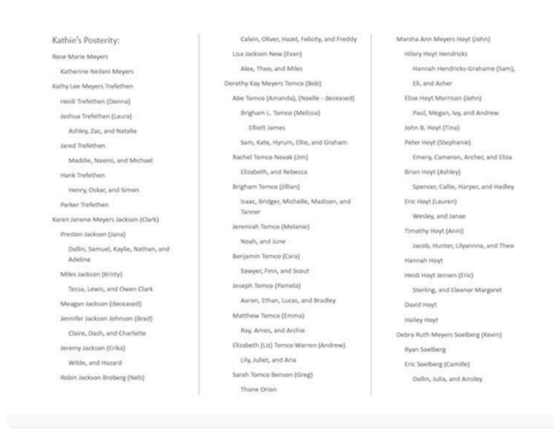 Kathie's Posterity:
Rose Marie Meyers
Katherine Neilani Meyers
Kathy Lee Meyers Trefethen
Heidi Trefethen (Donna)
Joshua Trefethen (Laura)
Ashley, Zac, and Natalie
Jared Trefethen
Maddie, Naomi, and Michael
Hank Trefethen
Henry, Oskar, and Simon
Parker Trefethen
Karen Janene Meyers Jackson (Clark)
Preston Jackson (Jana)
Dallin, Samuel, Kaylie, Nathan, and
Adeline
Miles Jackson (Kristy)
Tessa, Lewis, and Owen Clark
Meagan Jackson (deceased)
Jennifer Jackson Johnson (Brad)
Claire, Dash, and Charlotte
Jeremy Jackson (Erika)
Wilde, and Hazard
Robin Jackson Broberg (Nels)
Calvin, Oliver, Hazel, Felicity, and Freddy
Lisa Jackson New (Evan)
Alex, Thea, and Miles
Dorothy Kay Meyers Tomco (Bob)
Abe Tomco (Amanda), (Noelle - deceased)
Brigham L. Tomco (Melissa)
Elliott James
Sam, Kate, Hyrum, Ellie, and Graham
Rachel Tomco Novak (Jim)
Elizabeth, and Rebecca
Brigham Tomco (Jillian)
Isaac, Bridger, Michelle, Madison, and
Tanner
Jeremiah Tomco (Melanie)
Noah, and June
Benjamin Tomco (Cara)
Sawyer, Finn, and Scout
Joseph Tomco (Pamela)
Aaron, Ethan, Lucas, and Bradley
Matthew Tomco (Emma)
Ray, Amos, and Archie
Elizabeth (Liz) Tomco Warren (Andrew)
Lily, Juliet, and Aria
Sarah Tomco Benson (Greg)
Thane Orion
Marsha Ann Meyers Hoyt (John)
Hilary Hoyt Hendricks
Hannah Hendricks-Grahame (Sam),
Eli, and Asher
Elise Hoyt Morrison (John)
Paul, Megan, Ivy, and Andrew
John B. Hoyt (Tina)
Peter Hoyt (Stephanie)
Emery, Cameron, Archer, and Eliza
Brian Hoyt (Ashley)
Spencer, Callie, Harper, and Hadley
Eric Hoyt (Lauren)
Wesley, and Janae
Timothy Hoyt (Anni)
Jacob, Hunter, Lilyannna, and Theo
Hannah Hoyt
Heidi Hoyt Jensen (Eric)
Sterling, and Eleanor Margaret
David Hoyt
Hailey Hoyt
Debra Ruth Meyers Soelberg (Kevin)
Ryan Soelberg
Eric Soelberg (Camille)
Dallin, Julia, and Ainsley